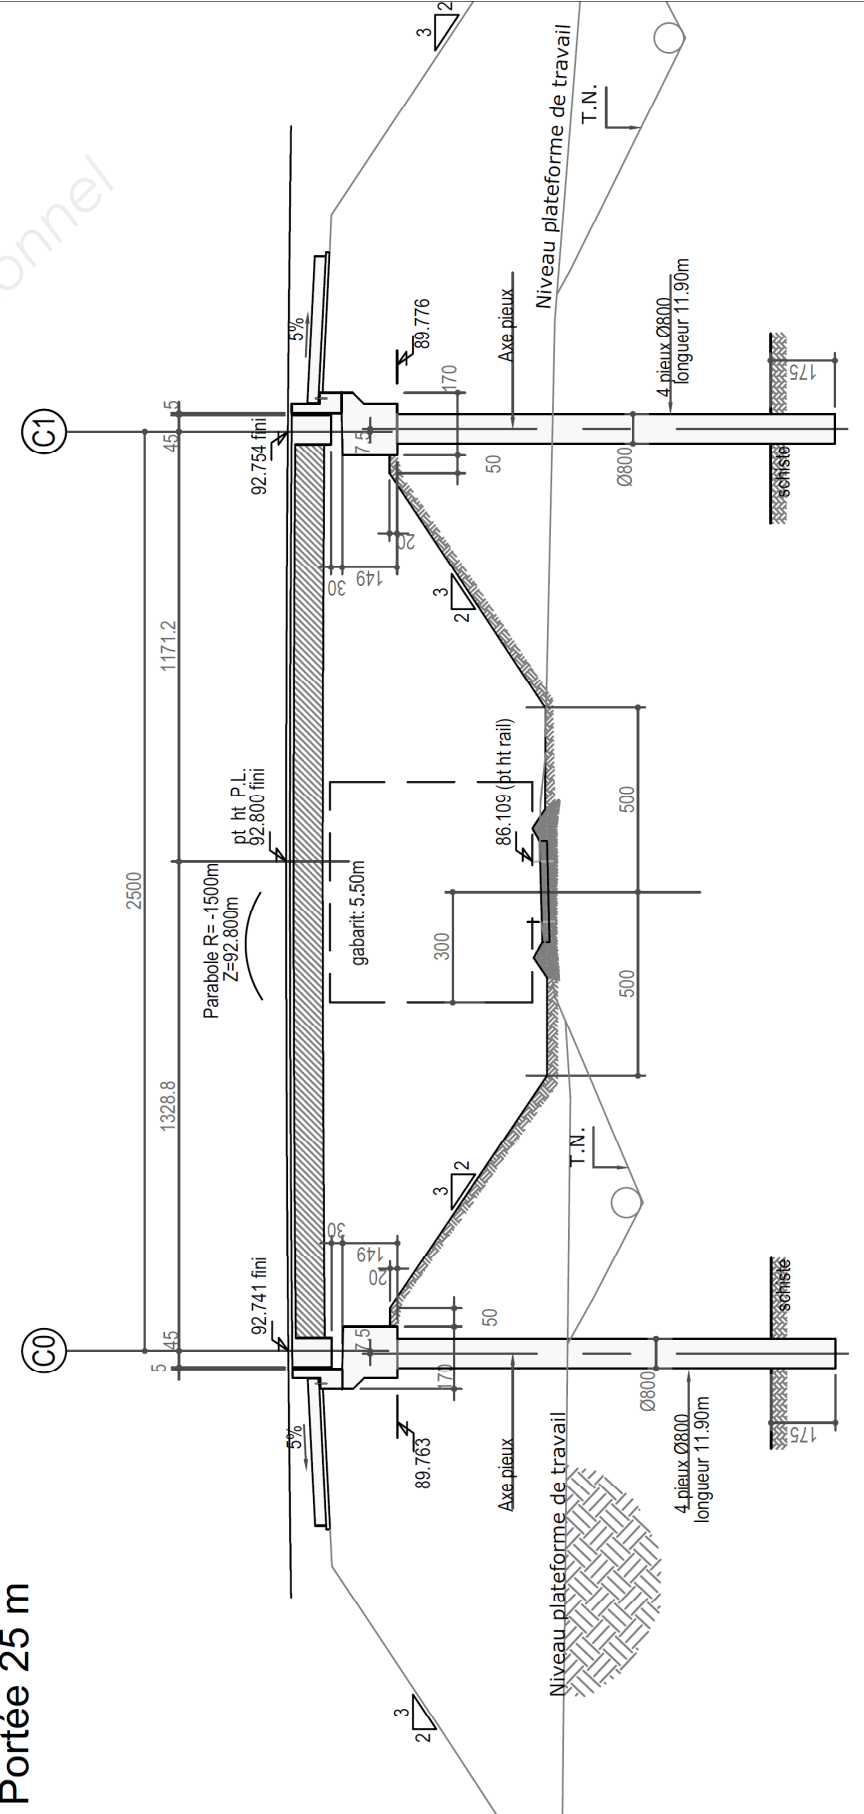 Portée 25 m
C0
C1
2500
5
45
1328.8
1171.2
45
5
Parabole R= -1500m
Z=92.800m
pt ht P.L.
92.800 fini
92.741 fini
92.754 fini
5%
5%
gabarit: 5.50m
30
149
20
7.5
30
149
20
7.5
89.763
89.776
170
50
50
170
3
2
3
2
3
2
3
2
300
86.109 (pt ht rail)
Axe pieux
Axe pieux
Niveau plateforme de travail
Niveau plateforme de travail
T.N.
T.N.
500
500
Ø800
Ø800
4 pieux Ø800
longueur 11.90m
4 pieux Ø800
longueur 11.90m
schiste
schiste
175
175
onnel